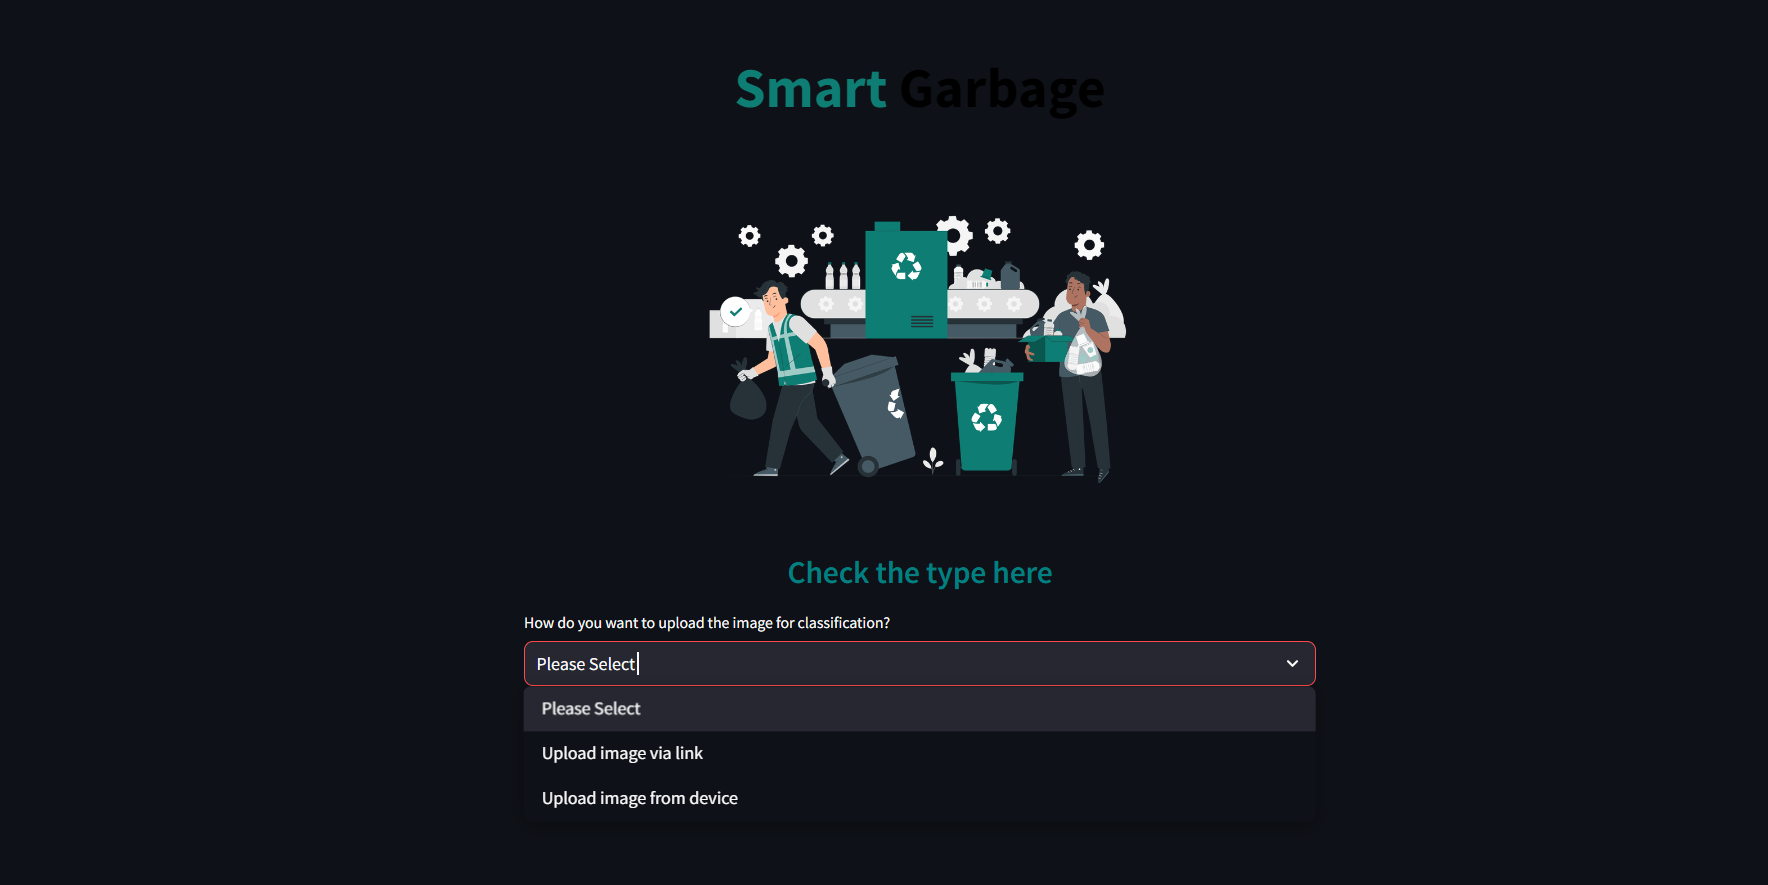 Smart Garbage
Check the type here
How do you want to upload the image for classification?
Please Select
Please Select
Upload image via link
Upload image from device